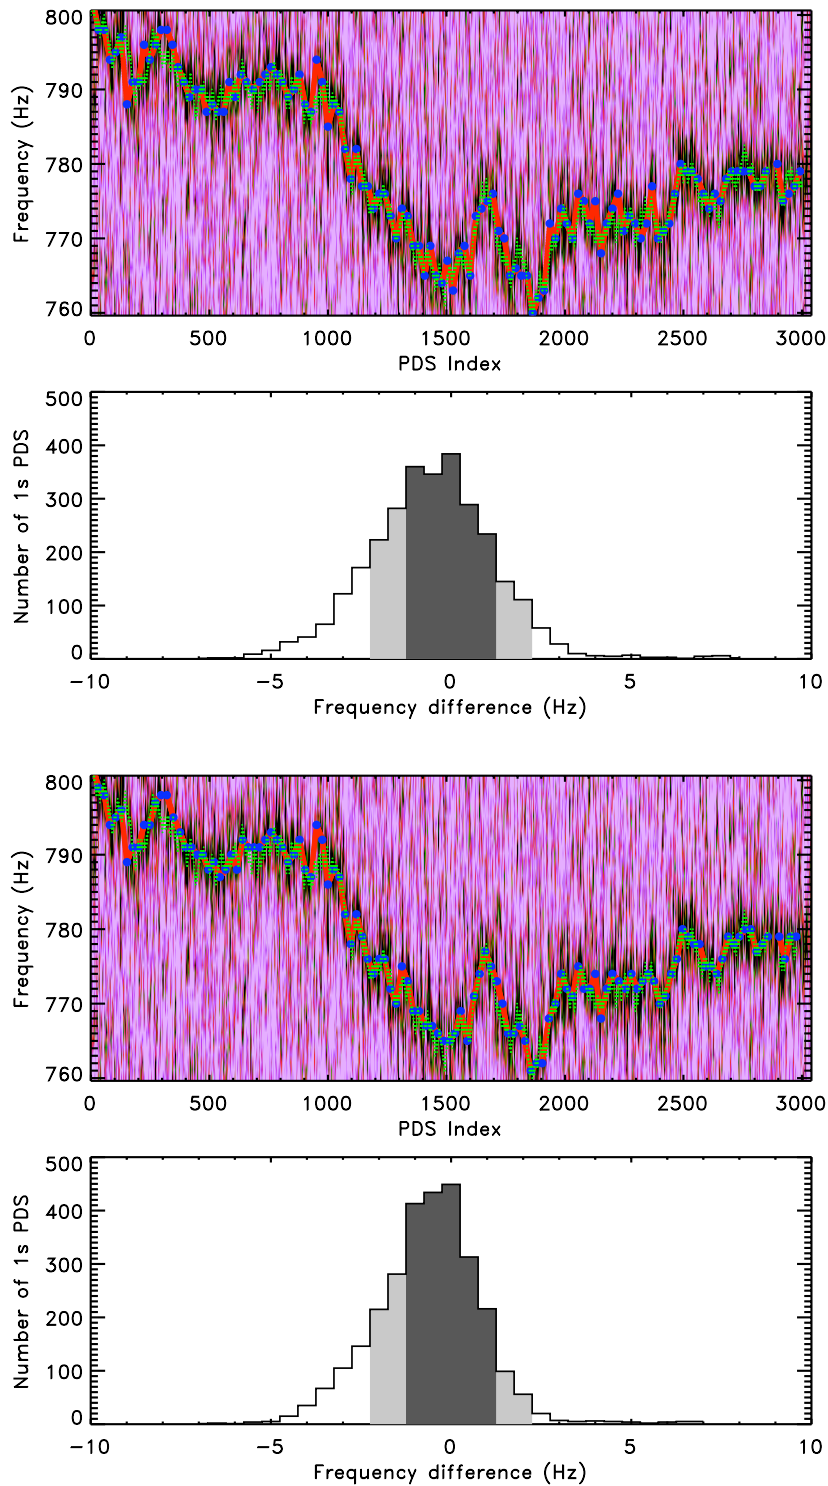 800
790
780
770
760
Frequency (Hz)
0 500 1000 1500 2000 2500 3000
PDS Index
500
400
300
200
100
0
Number of 1s PDS
−10 −5 0 5 10
Frequency difference (Hz)
800
790
780
770
760
Frequency (Hz)
0 500 1000 1500 2000 2500 3000
PDS Index
500
400
300
200
100
0
Number of 1s PDS
−10 −5 0 5 10
Frequency difference (Hz)